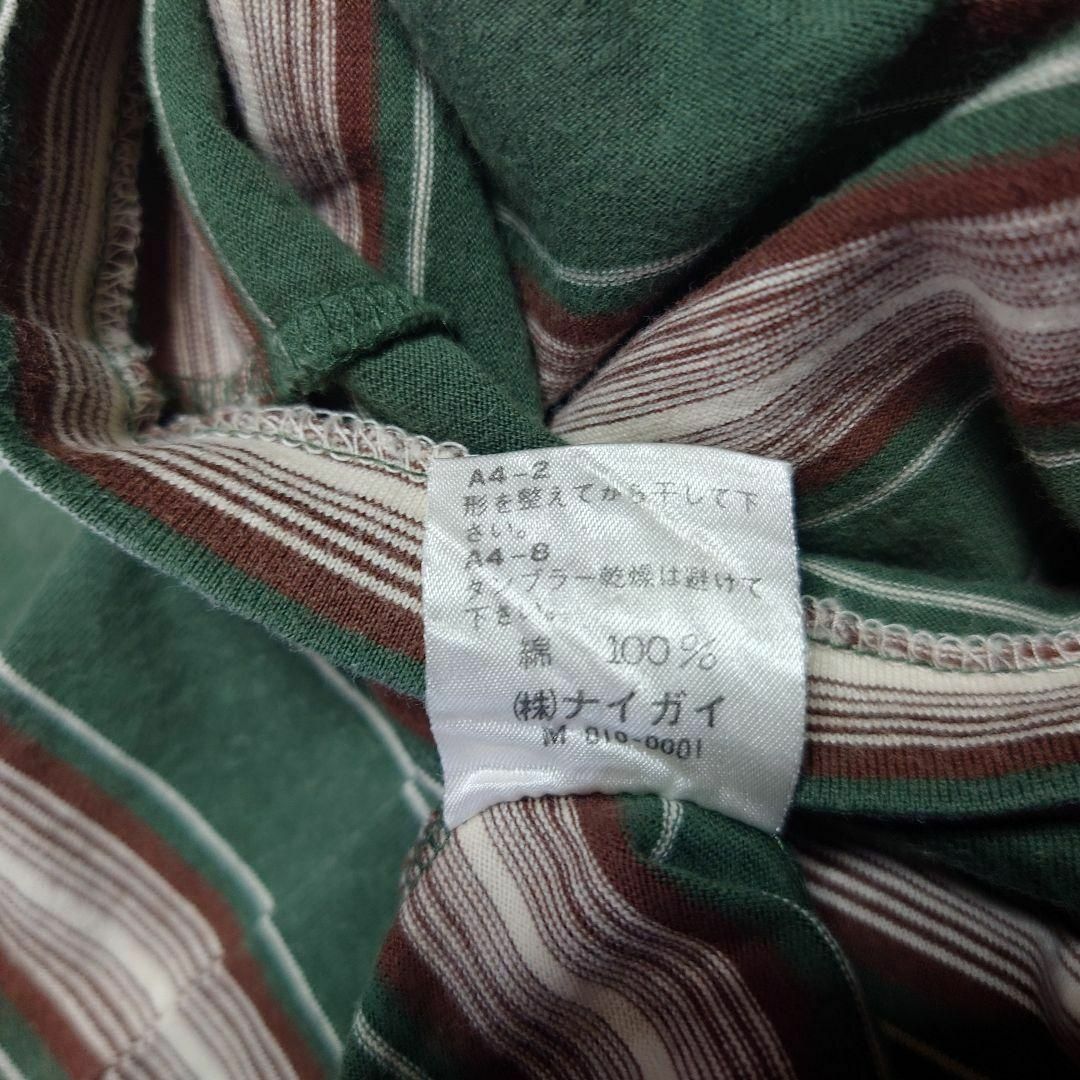 A4-2
形を整えてから干して下
さい。
A4-8
タンブラー乾燥は避けて
下さい。
綿 100%
(株)ナイガイ
M 019-0001